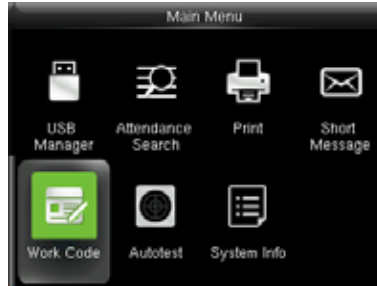 Main Menu
USB
Manager
Attendance
Search
Print
Short
Message
Work Code
Autotest
System Info